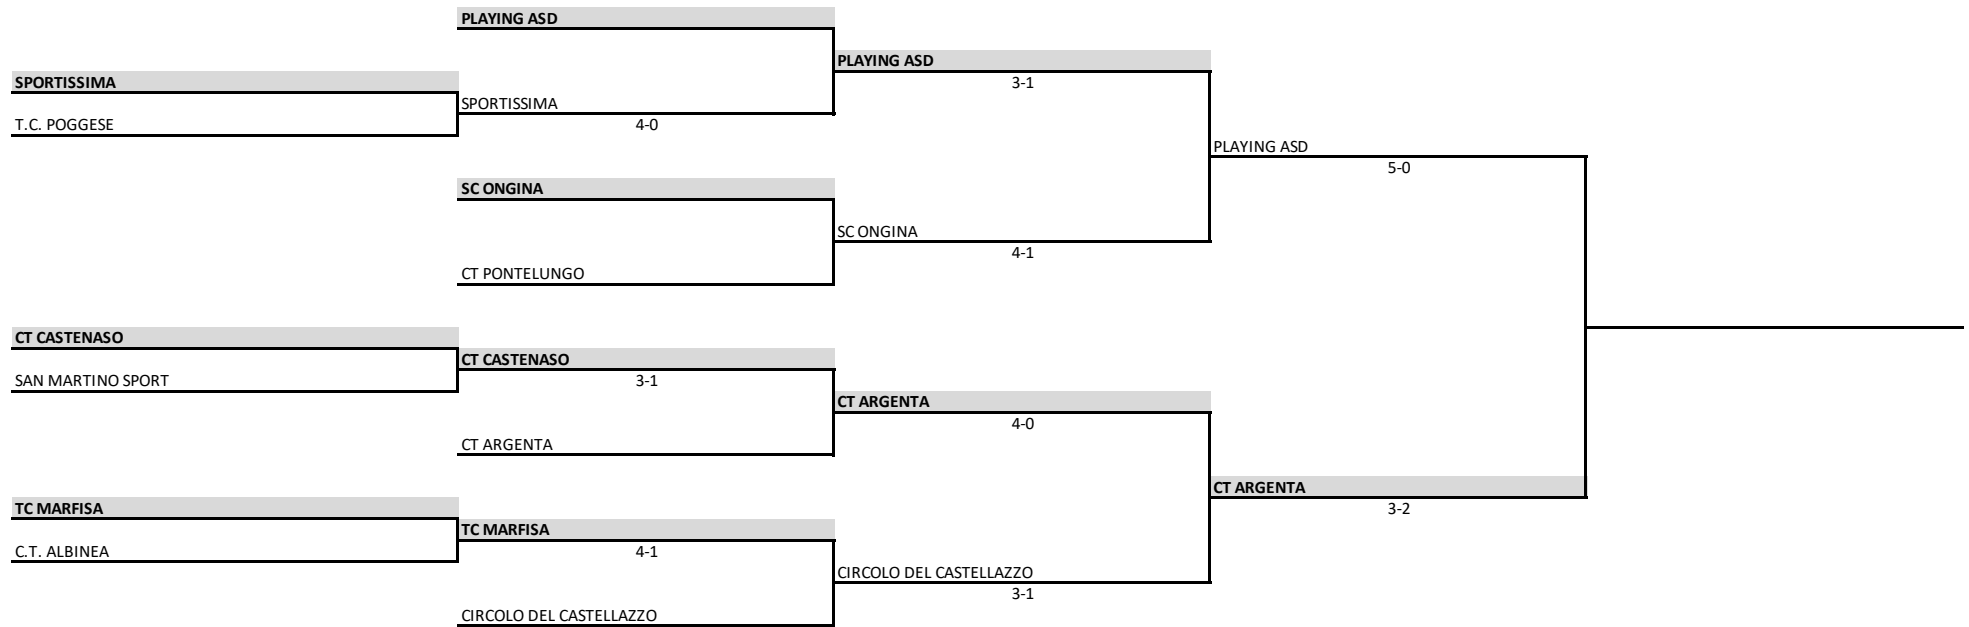 PLAYING ASD
PLAYING ASD
SPORTISSIMA
3-1
SPORTISSIMA
T.C. POGGESE
4-0
PLAYING ASD
5-0
SC ONGINA
SC ONGINA
4-1
CT PONTELUNGO
CT CASTENASO
CT CASTENASO
SAN MARTINO SPORT
3-1
CT ARGENTA
4-0
CT ARGENTA
CT ARGENTA
TC MARFISA
3-2
TC MARFISA
C.T. ALBINEA
4-1
CIRCOLO DEL CASTELLAZZO
3-1
CIRCOLO DEL CASTELLAZZO